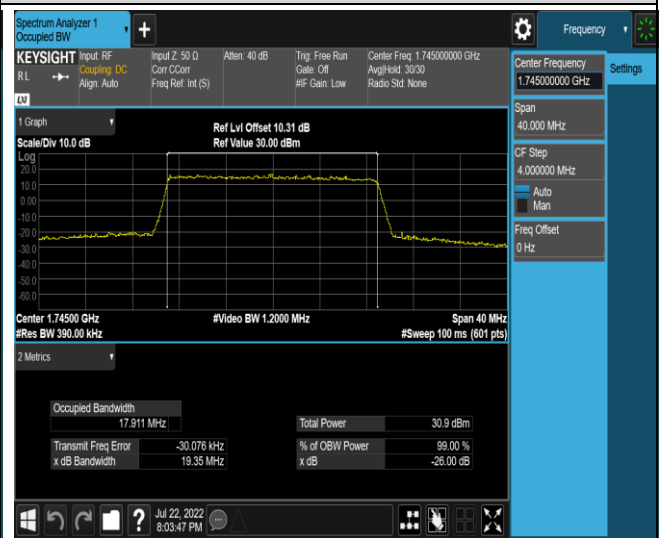 Spectrum Analyzer 1
Occupied BW
+
Frequency
KEYSIGHT Input: RF Input Z: 50 Ω Atten: 40 dB Trig: Free Run Center Freq: 1.745000000 GHz
RL Coupling: DC Corr CCorr Gate: Off Avg|Hold: 30/30
Align: Auto Freq Ref: Int (S) #IF Gain: Low Radio Std: None
LXI
Center Frequency
1.745000000 GHz
Settings
Span
40.000 MHz
CF Step
4.000000 MHz
Auto
Man
Freq Offset
0 Hz
1 Graph
Ref Lvl Offset 10.31 dB
Scale/Div 10.0 dB Ref Value 30.00 dBm
Log
20.0
10.0
0.00
-10.0
-20.0
-30.0
-40.0
-50.0
-60.0
Center 1.74500 GHz #Video BW 1.2000 MHz Span 40 MHz
#Res BW 390.00 kHz #Sweep 100 ms (601 pts)
2 Metrics
Occupied Bandwidth
17.911 MHz Total Power 30.9 dBm
Transmit Freq Error -30.076 kHz % of OBW Power 99.00 %
x dB Bandwidth 19.35 MHz x dB -26.00 dB
? Jul 22, 2022
8:03:47 PM